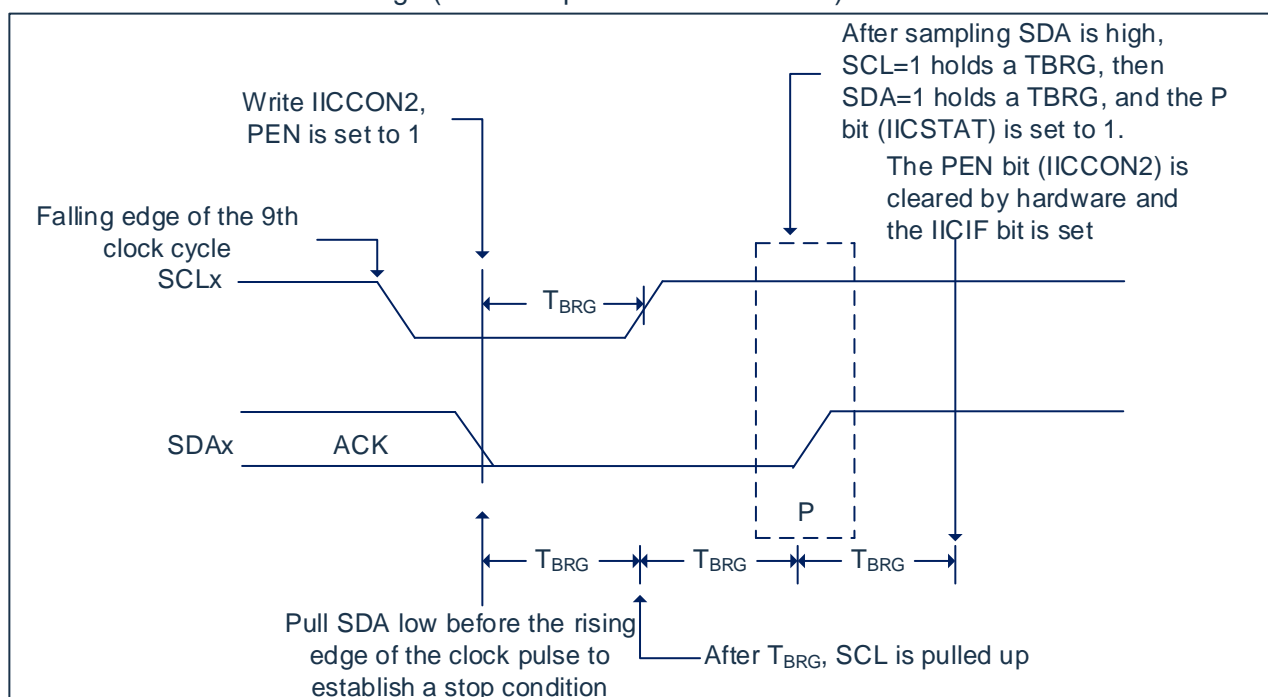 After sampling SDA is high,
SCL=1 holds a TBRG, then
SDA=1 holds a TBRG, and the P
bit (IICSTAT) is set to 1.
Write IICCON2,
PEN is set to 1
The PEN bit (IICCON2) is
cleared by hardware and
the IICIF bit is set
Falling edge of the 9th
clock cycle
SCLx
TBRG
SDAx
ACK
P
TBRG
TBRG
TBRG
Pull SDA low before the rising
edge of the clock pulse to
establish a stop condition
After TBRG, SCL is pulled up